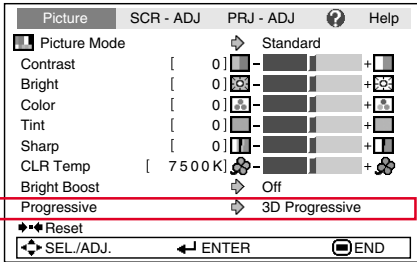 Picture SCR - ADJ PRJ - ADJ ? Help
Picture Mode Standard
Contrast [ 0] - +
Bright [ 0] - +
Color [ 0] - +
Tint [ 0] - +
Sharp [ 0] - +
CLR Temp [ 7500K] - +
Bright Boost Off
Progressive 3D Progressive
Reset
SEL./ADJ. ENTER END